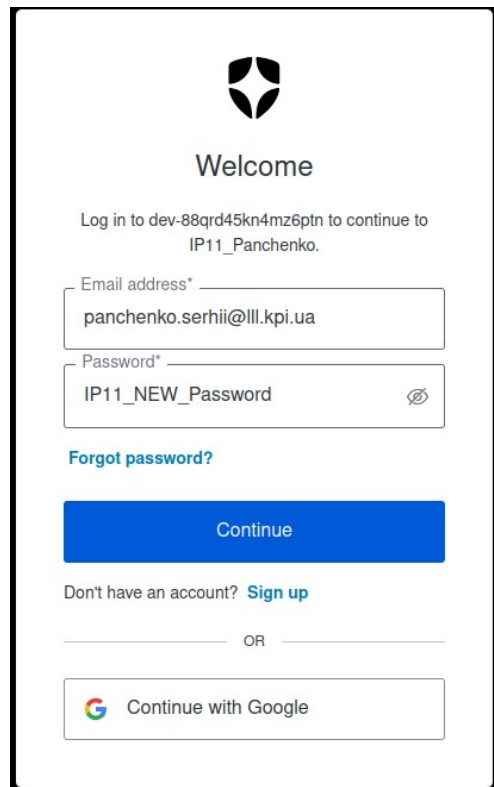 Welcome
Log in to dev-88qrd45kn4mz6ptn to continue to
IP11_Panchenko.
Email address*
panchenko.serhii@lll.kpi.ua
Password*
IP11_NEW_Password
Forgot password?
Continue
Don't have an account? Sign up
OR
Continue with Google